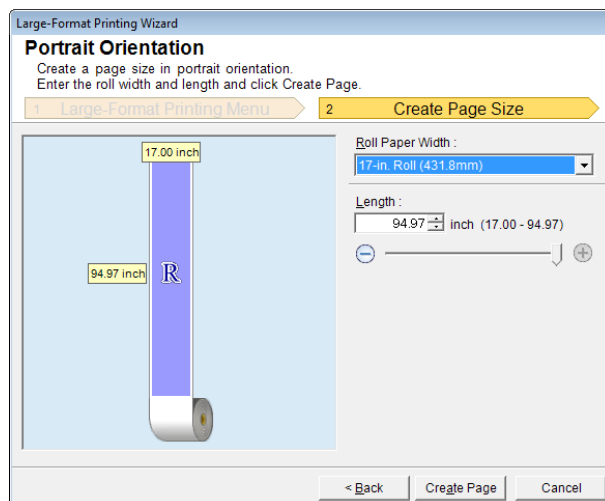 Large-Format Printing Wizard
Portrait Orientation
Create a page size in portrait orientation.
Enter the roll width and length and click Create Page.
1 Large-Format Printing Menu
2 Create Page Size
17.00 inch
94.97 inch
R
Roll Paper Width :
17-in. Roll (431.8mm)
Length :
94.97 inch (17.00 - 94.97)
< Back
Create Page
Cancel